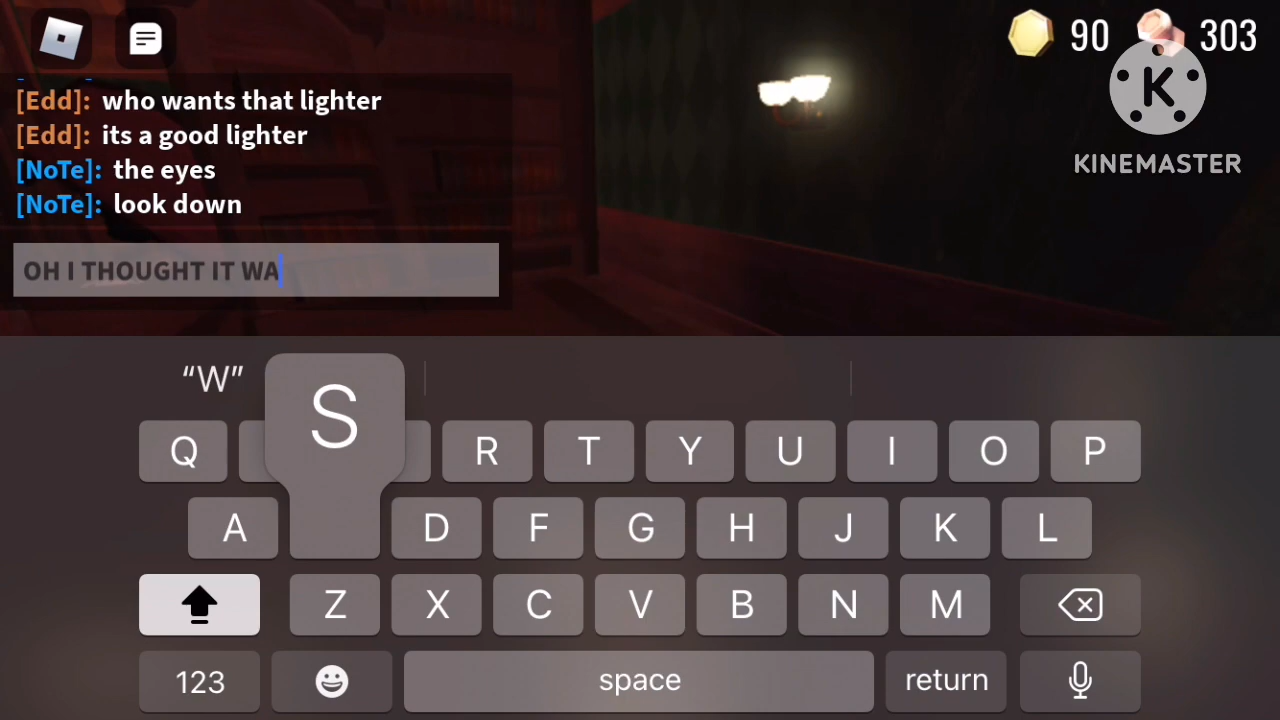 90
303
[Edd]: who wants that lighter
[Edd]: its a good lighter
[NoTe]: the eyes
[NoTe]: look down
OH I THOUGHT IT WA
K
KINEMASTER
“W”
S
Q R T Y U I O P
A D F G H J K L
Z X C V B N M
123 space return